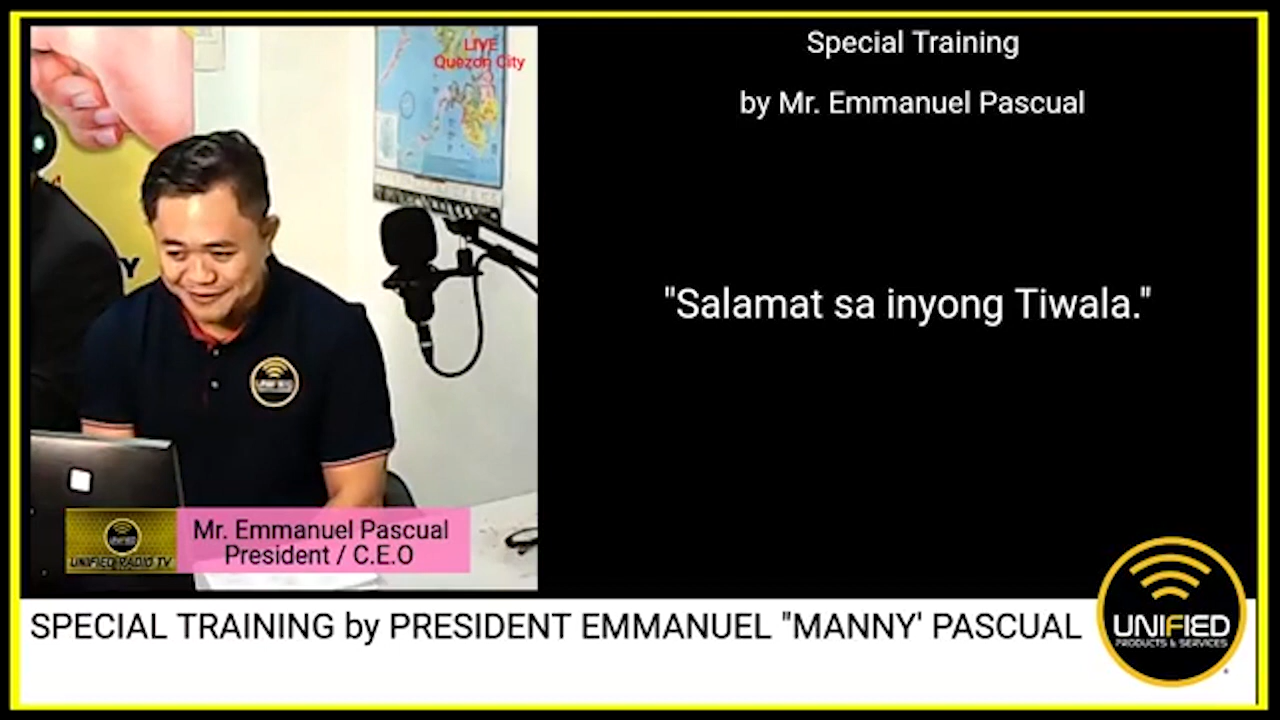 LIVE
Quezon City
Special Training
by Mr. Emmanuel Pascual
"Salamat sa inyong Tiwala."
Y
Mr. Emmanuel Pascual
President / C.E.O
UNIFIED RADIO TV
SPECIAL TRAINING by PRESIDENT EMMANUEL "MANNY' PASCUAL
UNIFIED
PRODUCTS & SERVICES